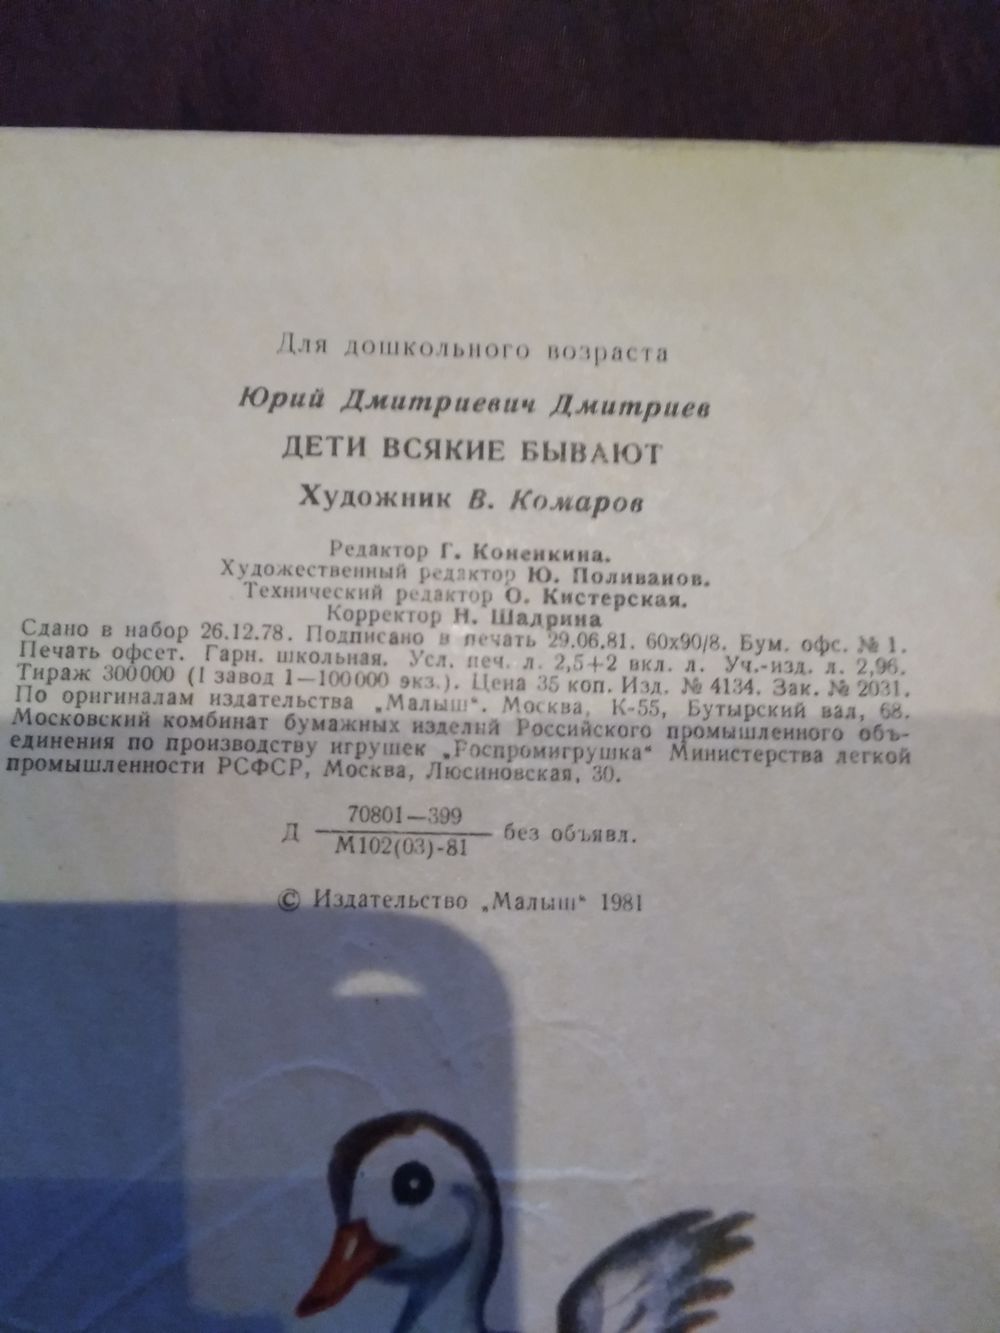 Для дошкольного возраста
Юрий Дмитриевич Дмитриев
ДЕТИ ВСЯКИЕ БЫВАЮТ
Художник В. Комаров
Редактор Г. Коненкина.
Художественный редактор Ю. Поливанов.
Технический редактор О. Кистерская.
Корректор Н. Шадрина
Сдано в набор 26.12.78. Подписано в печать 29.06.81. 60х90/8. Бум. офс. № 1.
Печать офсет. Гарн. школьная. Усл. печ. л. 2,5+2 вкл. л. Уч.-изд. л. 2,96.
Тираж 300000 (I завод 1—100000 экз.). Цена 35 коп. Изд. № 4134. Зак. № 2031.
По оригиналам издательства „Малыш“. Москва, К-55, Бутырский вал, 68.
Московский комбинат бумажных изделий Российского промышленного объ-
единения по производству игрушек „Роспромигрушка“ Министерства легкой
промышленности РСФСР, Москва, Люсиновская, 30.
70801—399
Д М102(03)-81 без объявл.
© Издательство „Малыш“ 1981